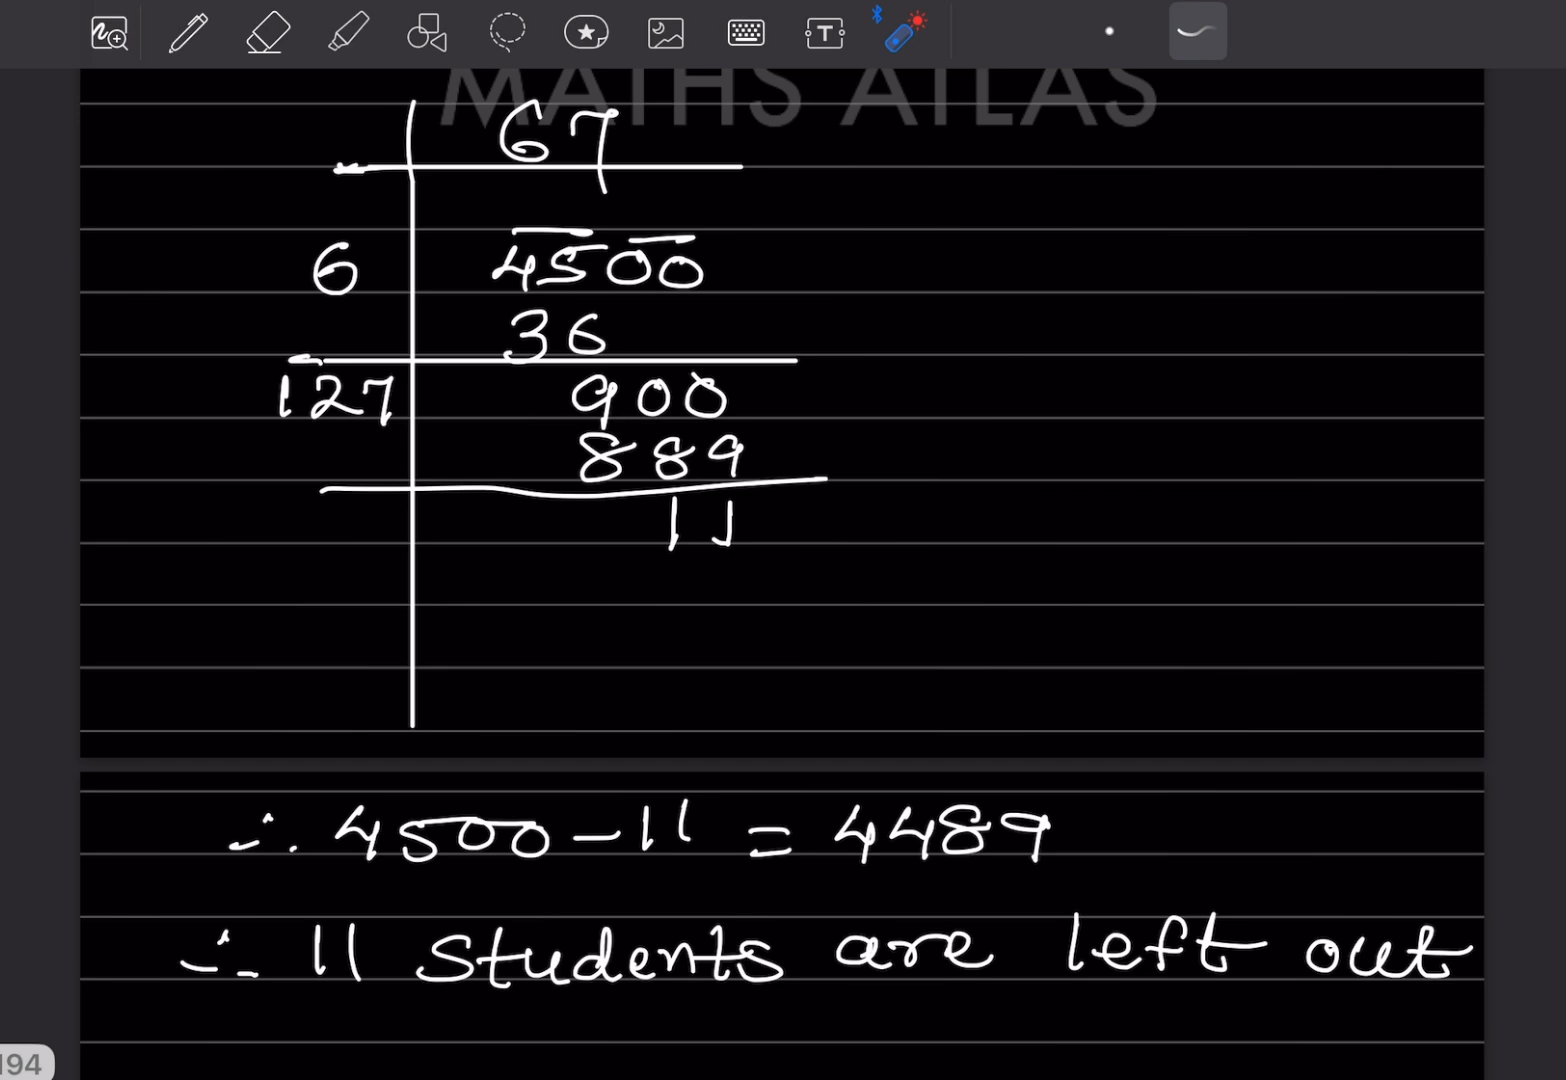 MATHS ATLAS
67
6 4500
36
127 900
889
11
∴ 4500 - 11 = 4489
∴ 11 students are left out
194